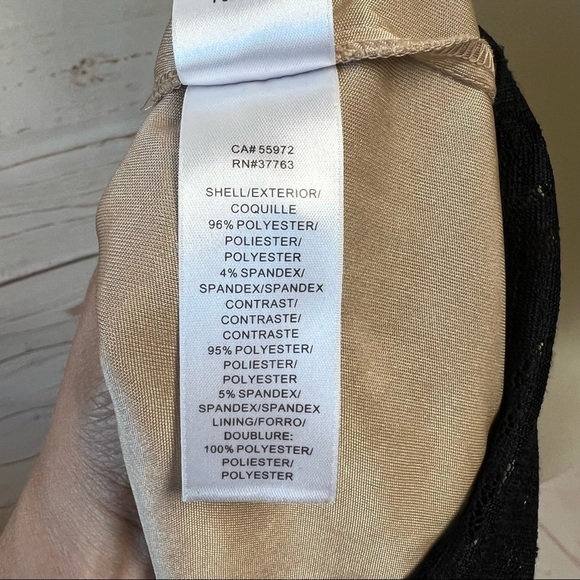 CA# 55972
RN#37763
SHELL/EXTERIOR/
COQUILLE
96% POLYESTER/
POLIESTER/
POLYESTER
4% SPANDEX/
SPANDEX/SPANDEX
CONTRAST/
CONTRASTE/
CONTRASTE
95% POLYESTER/
POLIESTER/
POLYESTER
5% SPANDEX/
SPANDEX/SPANDEX
LINING/FORRO/
DOUBLURE:
100% POLYESTER/
POLIESTER/
POLYESTER